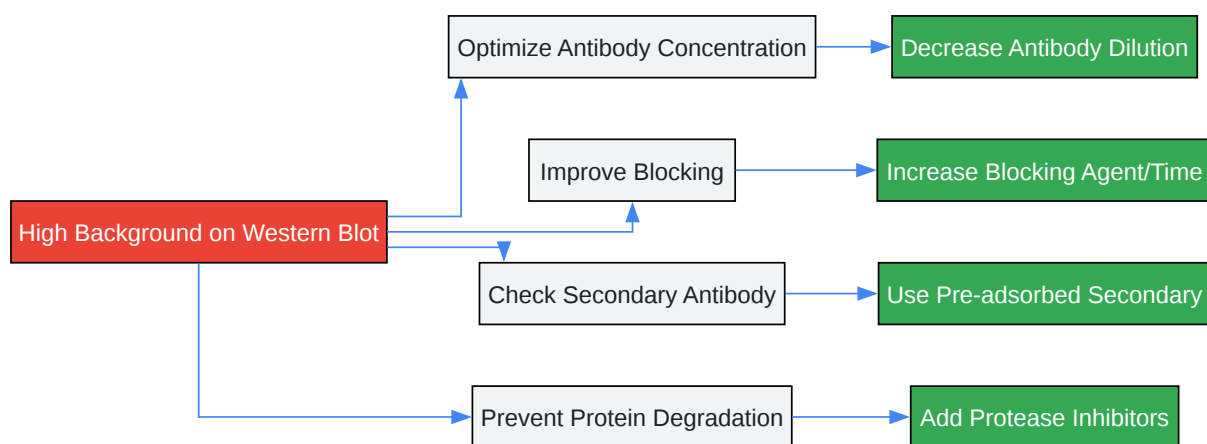 Optimize Antibody Concentration
Decrease Antibody Dilution
Improve Blocking
Increase Blocking Agent/Time
High Background on Western Blot
Check Secondary Antibody
Use Pre-adsorbed Secondary
Prevent Protein Degradation
Add Protease Inhibitors